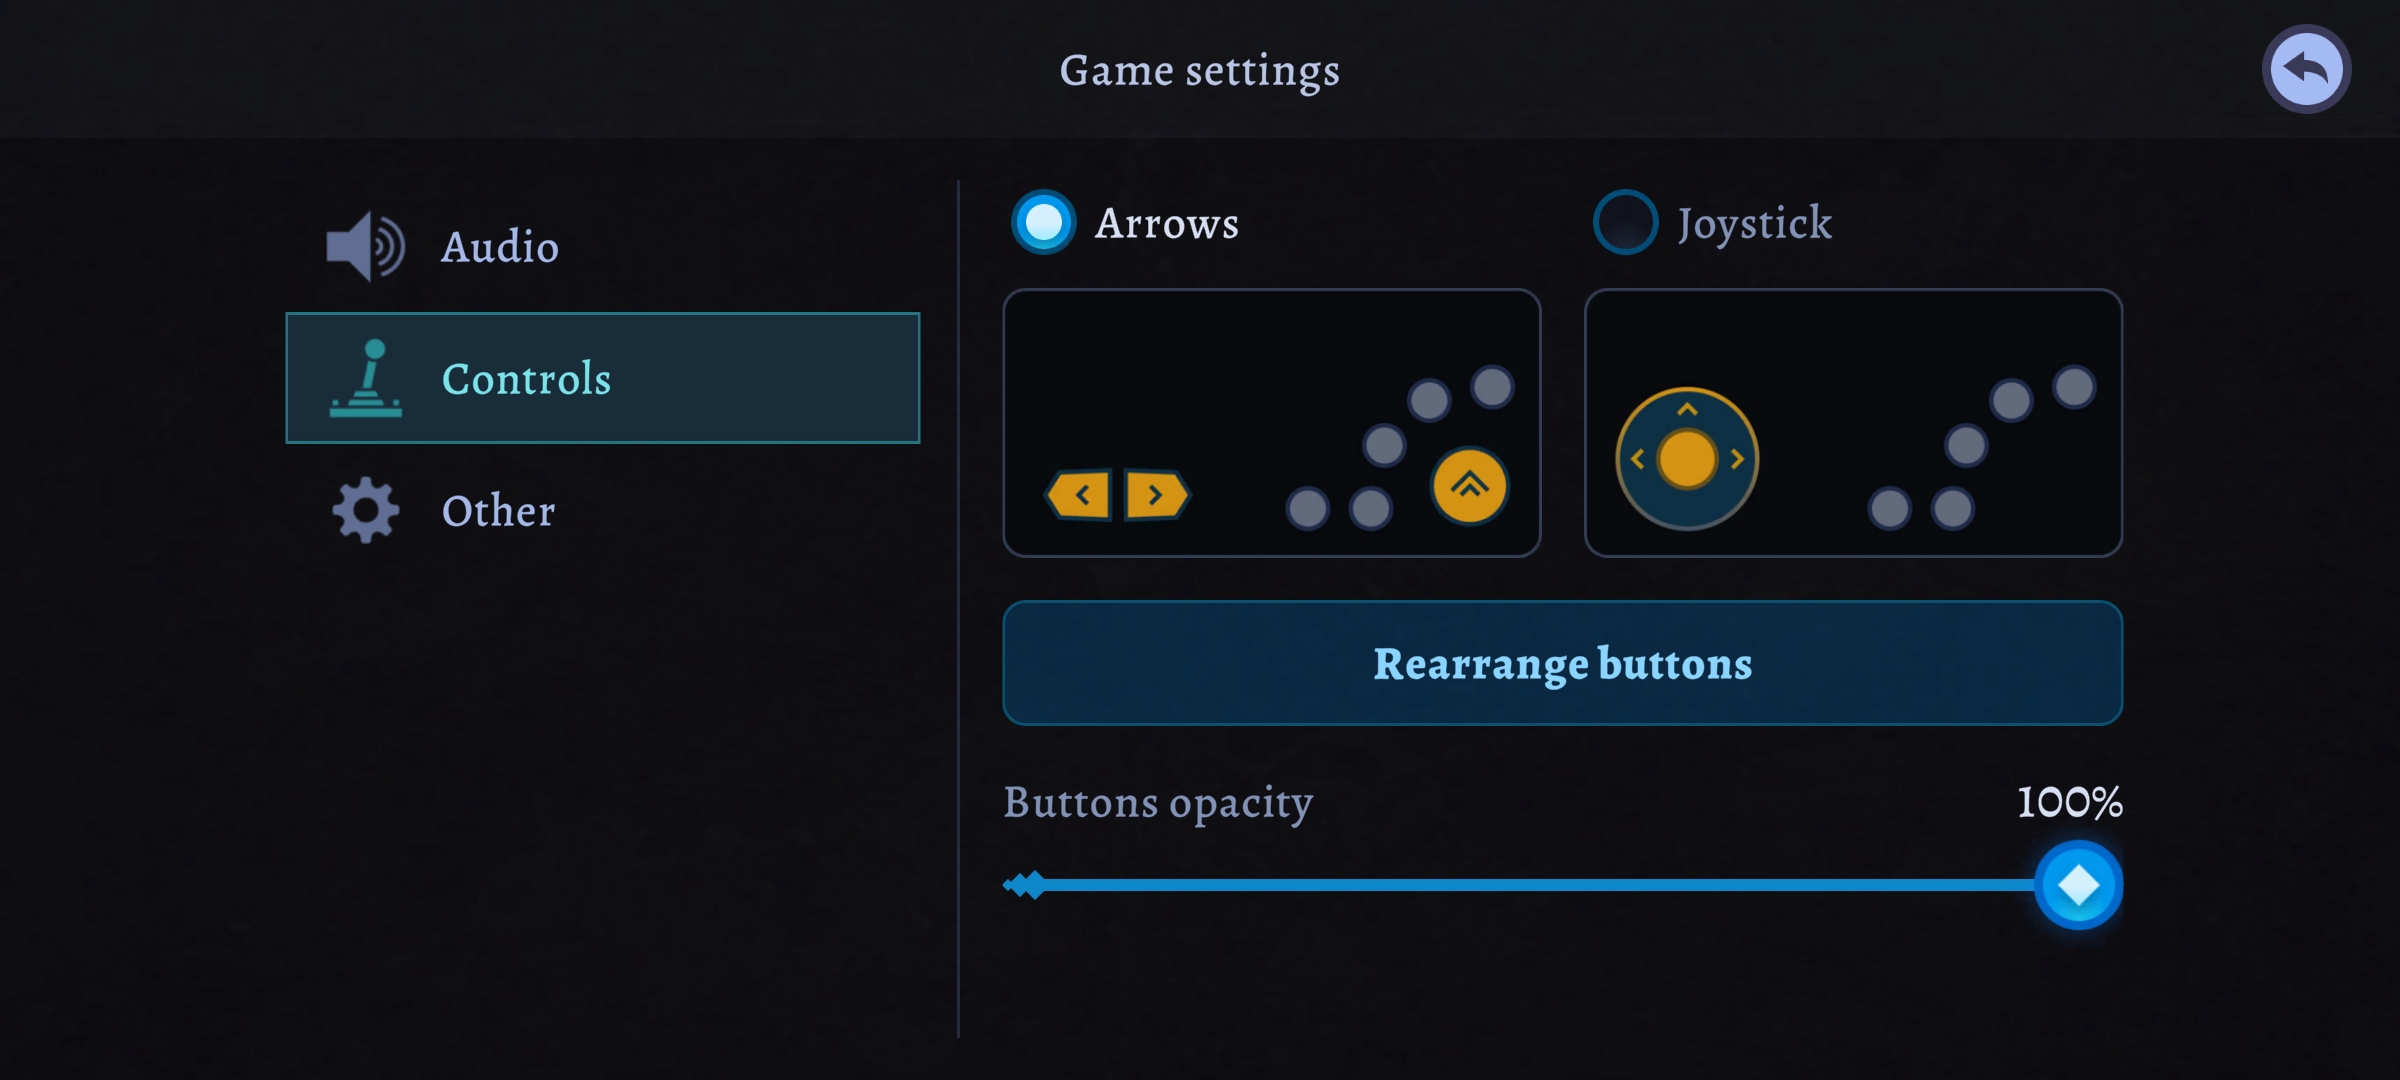 Game settings
Audio
Controls
Other
Arrows
Joystick
Rearrange buttons
Buttons opacity
100%